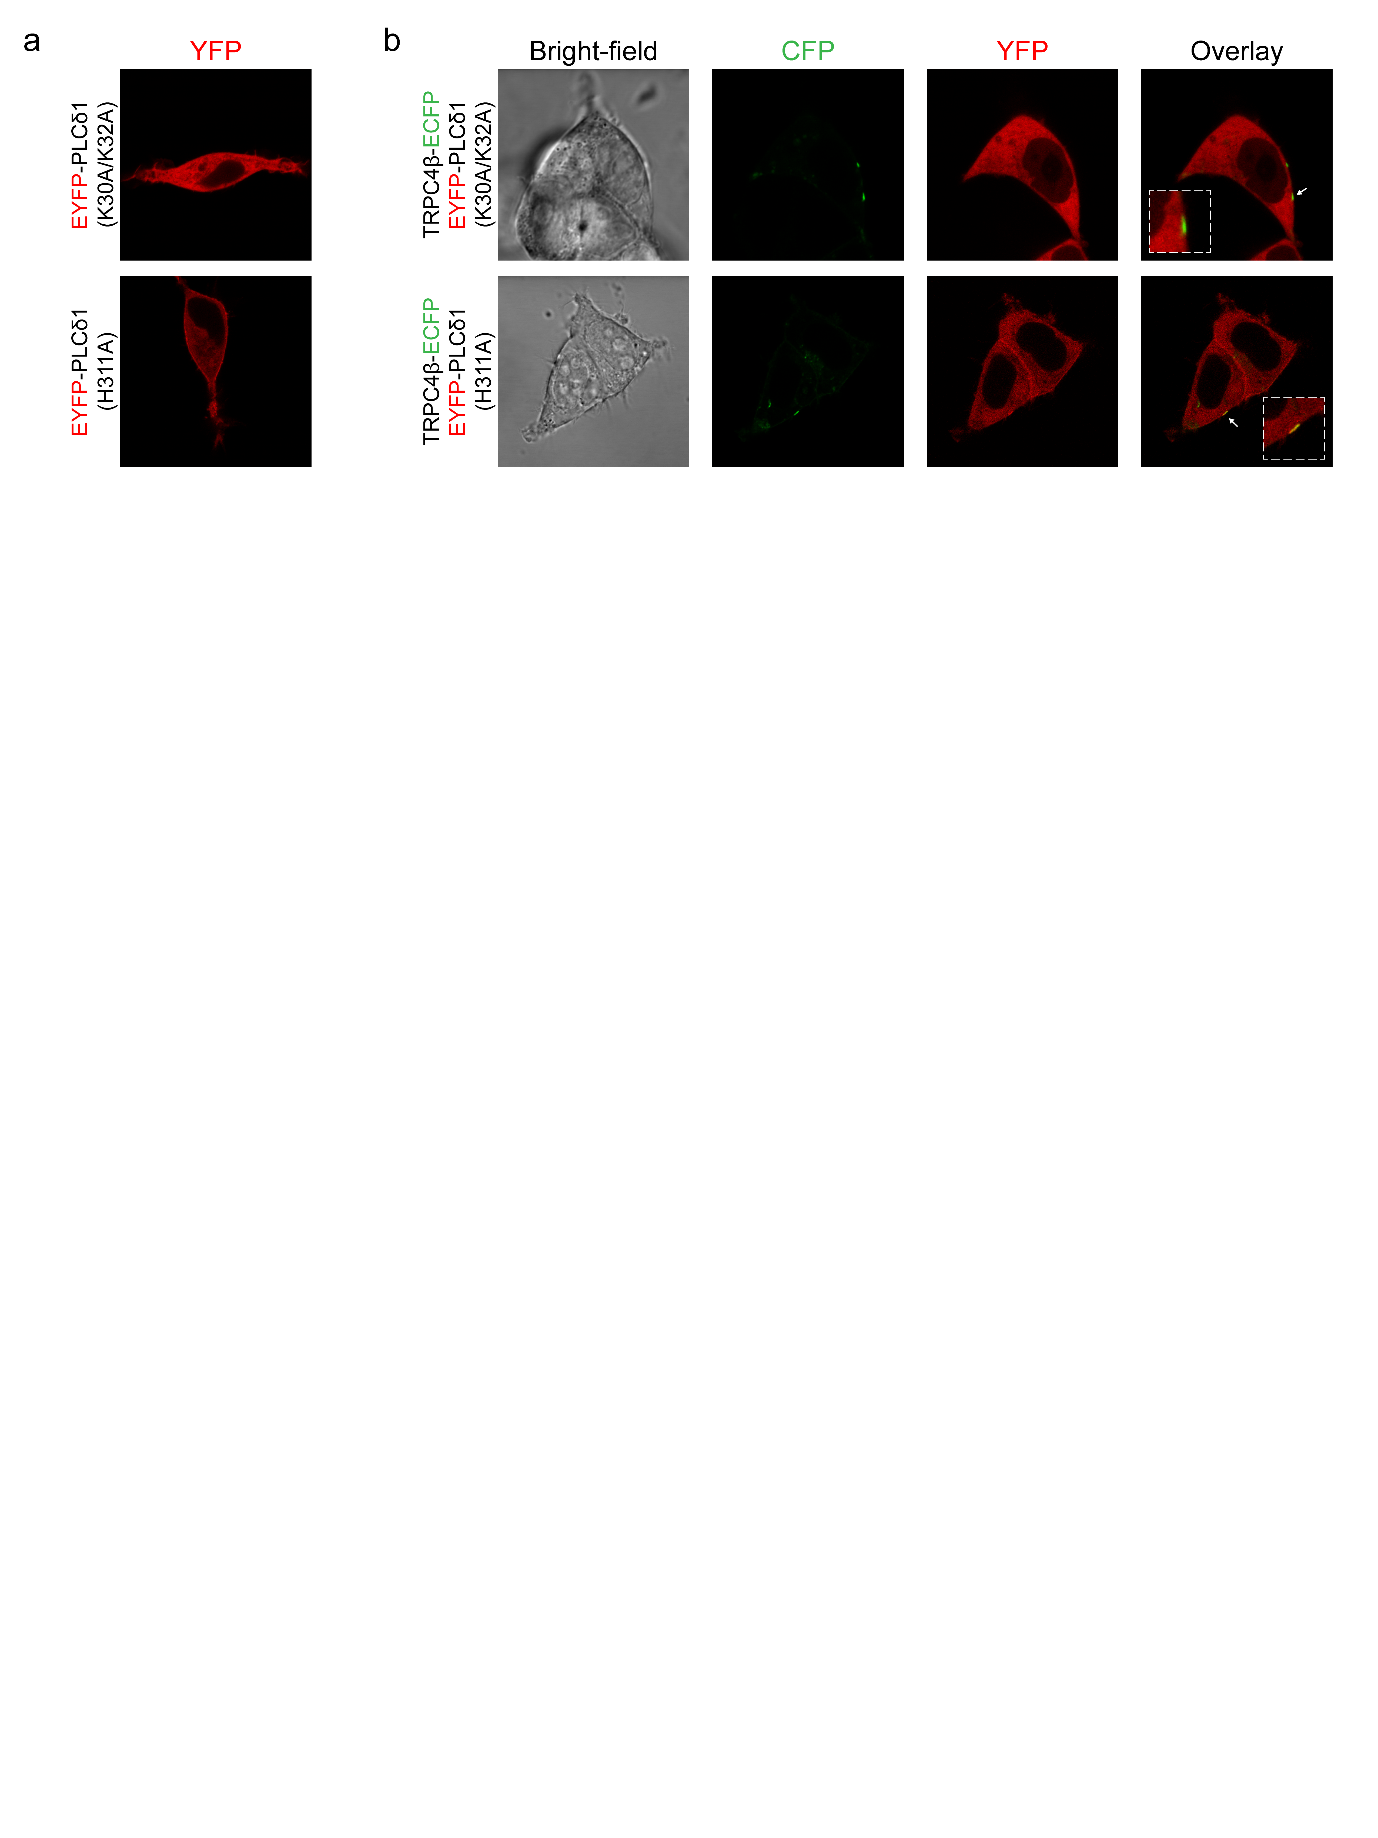 a
YFP
EYFP-PLCδ1
(K30A/K32A)
EYFP-PLCδ1
(H311A)
b
Bright-field
CFP
YFP
Overlay
TRPC4β-ECFP
EYFP-PLCδ1
(K30A/K32A)
TRPC4β-ECFP
EYFP-PLCδ1
(H311A)